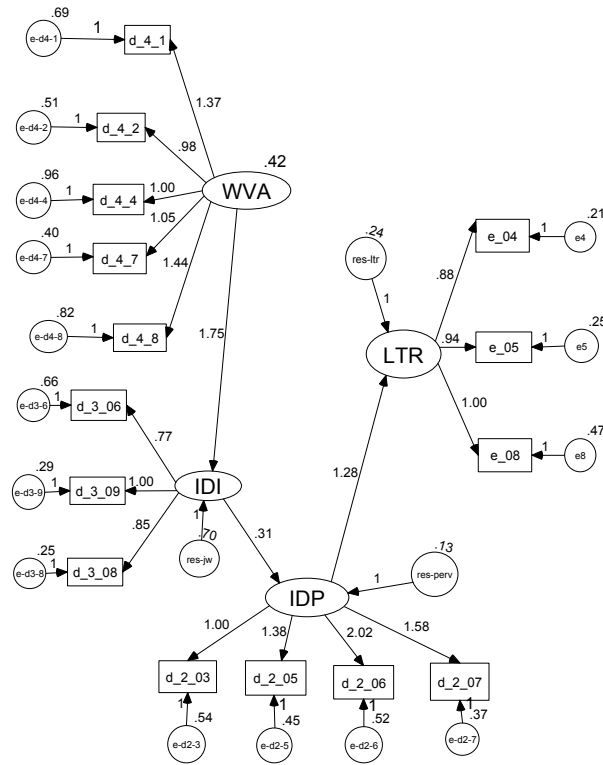 .69
e-d4-1
1
d_4_1
1.37
.51
e-d4-2
1
d_4_2
.98
.42
WVA
.96
e-d4-4
1
d_4_4
1.00
1.05
.40
e-d4-7
1
d_4_7
1.44
.82
e-d4-8
1
d_4_8
1.75
.24
res-ltr
1
LTR
.88
e_04
1
.21
e4
.94
e_05
1
.25
e5
1.00
e_08
1
.47
e8
.66
e-d3-6
1
d_3_06
.77
.29
e-d3-9
1
d_3_09
1.00
IDI
.85
.25
e-d3-8
1
d_3_08
1
.70
res-jw
.31
1.28
.13
res-perv
1
IDP
1.00
1.38
2.02
1.58
d_2_03
d_2_05
d_2_06
d_2_07
1
1
1
1
.54
.45
.52
.37
e-d2-3
e-d2-5
e-d2-6
e-d2-7